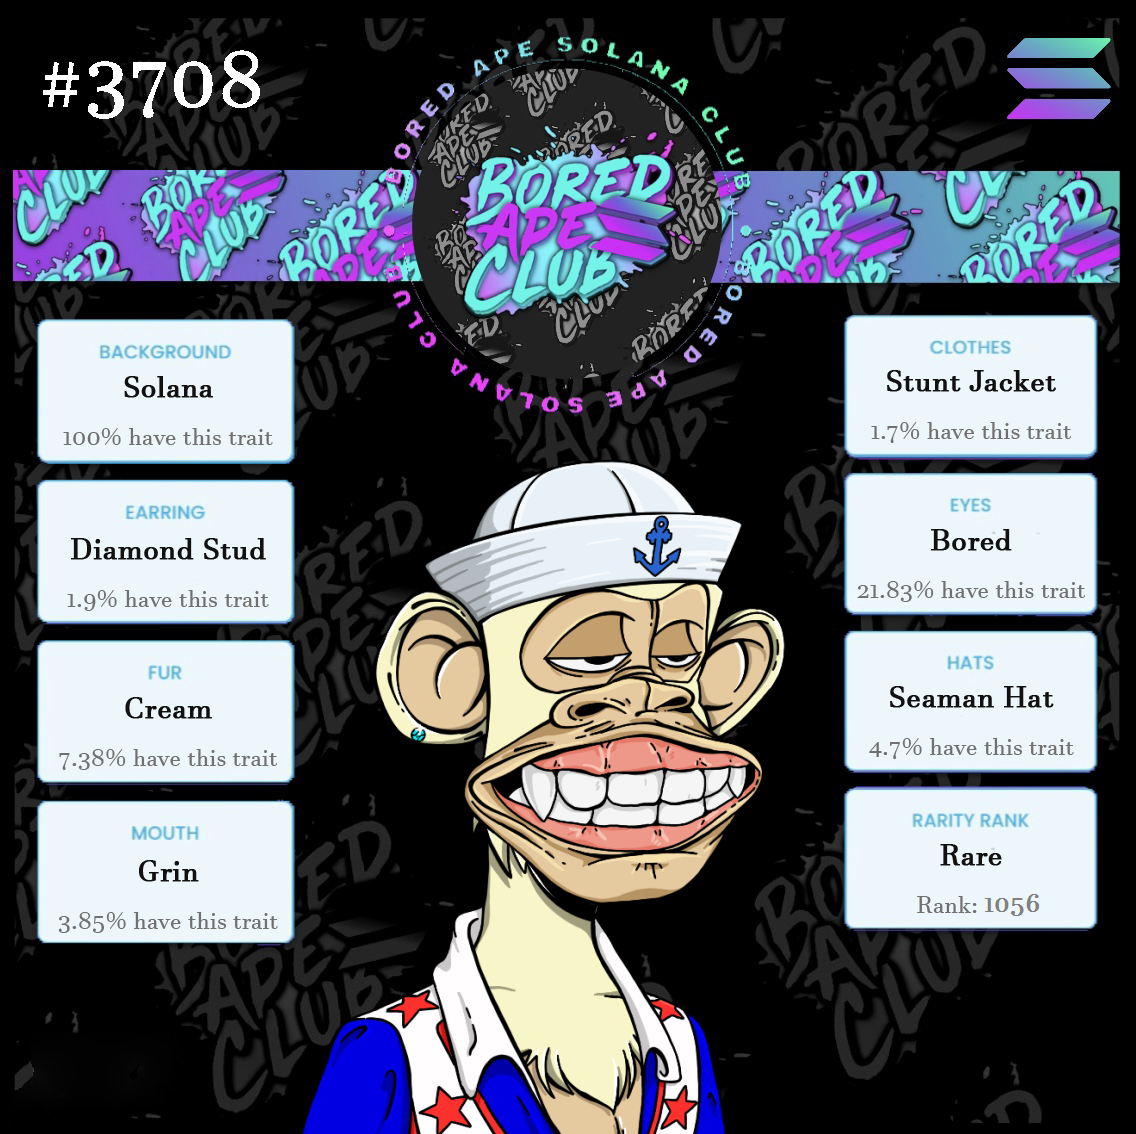 #3708
BORED APE SOLANA CLUB
BORED APE SOLANA CLUB
BORED
APE
CLUB
BACKGROUND
Solana
100% have this trait
EARRING
Diamond Stud
1.9% have this trait
FUR
Cream
7.38% have this trait
MOUTH
Grin
3.85% have this trait
CLOTHES
Stunt Jacket
1.7% have this trait
EYES
Bored
21.83% have this trait
HATS
Seaman Hat
4.7% have this trait
RARITY RANK
Rare
Rank: 1056